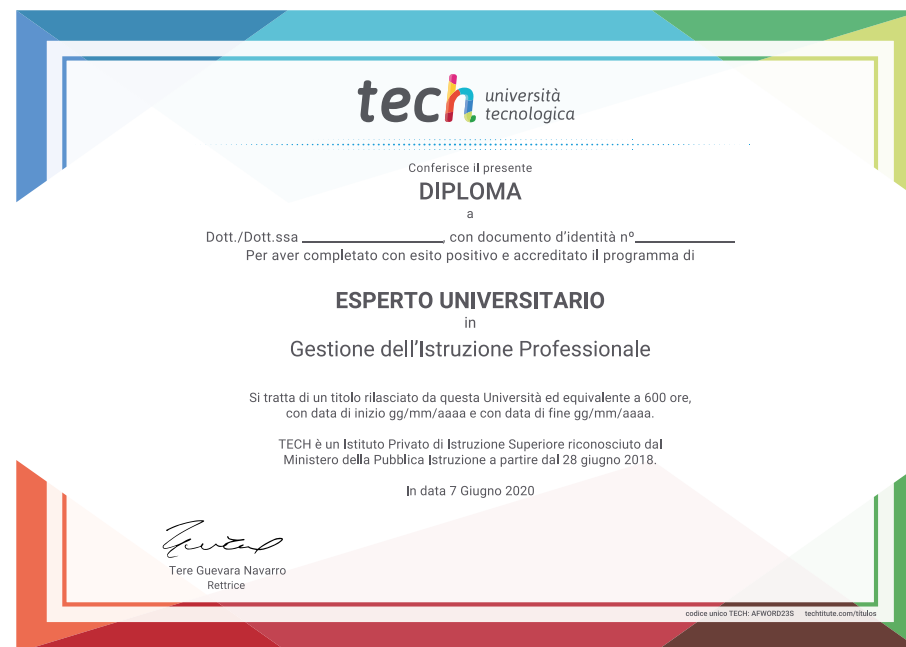 tech università
tecnologica
Conferisce il presente
DIPLOMA
a
Dott./Dott.ssa ____________, con documento d'identità nº____________
Per aver completato con esito positivo e accreditato il programma di
ESPERTO UNIVERSITARIO
in
Gestione dell'Istruzione Professionale
Si tratta di un titolo rilasciato da questa Università ed equivalente a 600 ore,
con data di inizio gg/mm/aaaa e con data di fine gg/mm/aaaa.
TECH è un Istituto Privato di Istruzione Superiore riconosciuto dal
Ministero della Pubblica Istruzione a partire dal 28 giugno 2018.
In data 7 Giugno 2020
Tere Guevara Navarro
Rettrice
codice unico TECH: AFWORD23S techtitute.com/titulos